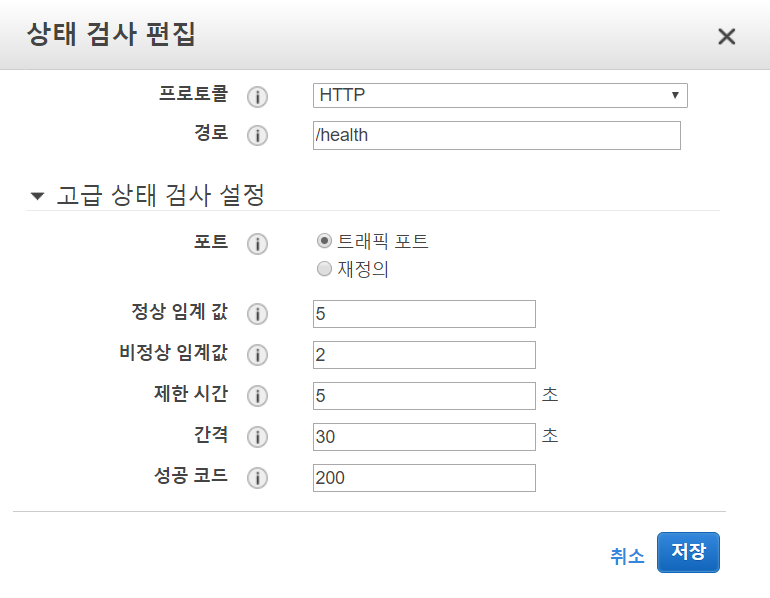 상태 검사 편집
프로토콜 HTTP
경로 /health
고급 상태 검사 설정
포트 트래픽 포트
재정의
정상 임계 값 5
비정상 임계값 2
제한 시간 5 초
간격 30 초
성공 코드 200
취소 저장